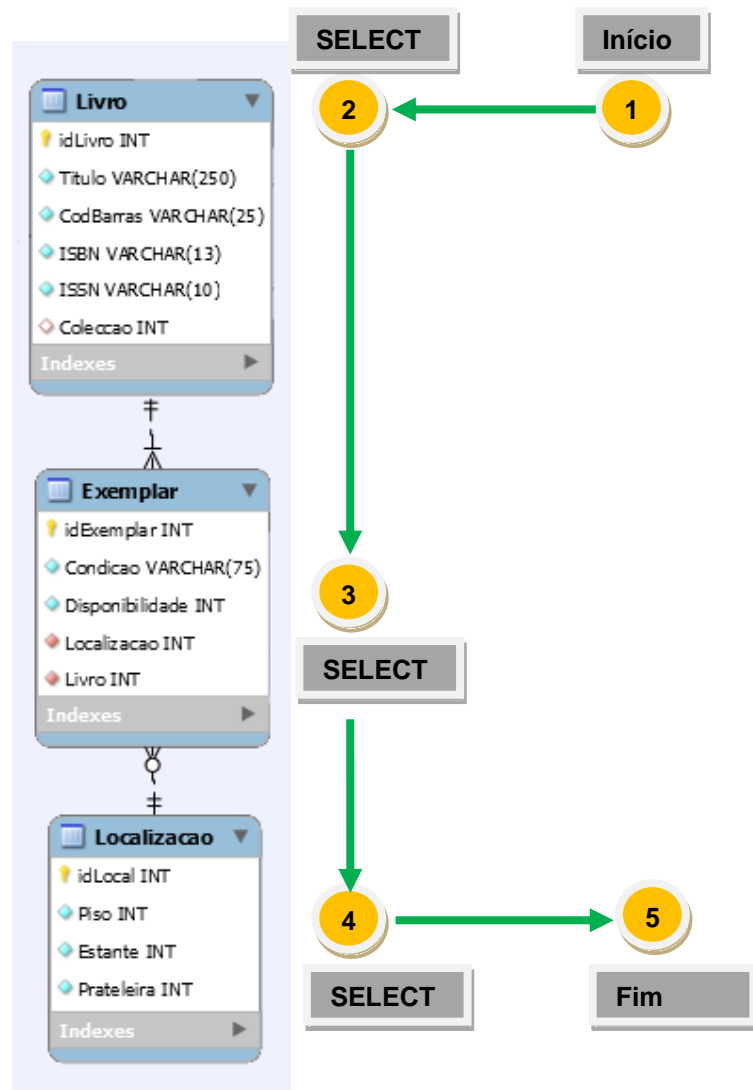 SELECT
Início
2
1
Livro
idLivro INT
Titulo VARCHAR(250)
CodBarras VARCHAR(25)
ISBN VARCHAR(13)
ISSN VARCHAR(10)
Coleccao INT
Indexes
3
SELECT
Exemplar
idExemplar INT
Condicao VARCHAR(75)
Disponibilidade INT
Localizacao INT
Livro INT
Indexes
Localizacao
idLocal INT
Piso INT
Estante INT
Prateleira INT
Indexes
4
5
SELECT
Fim